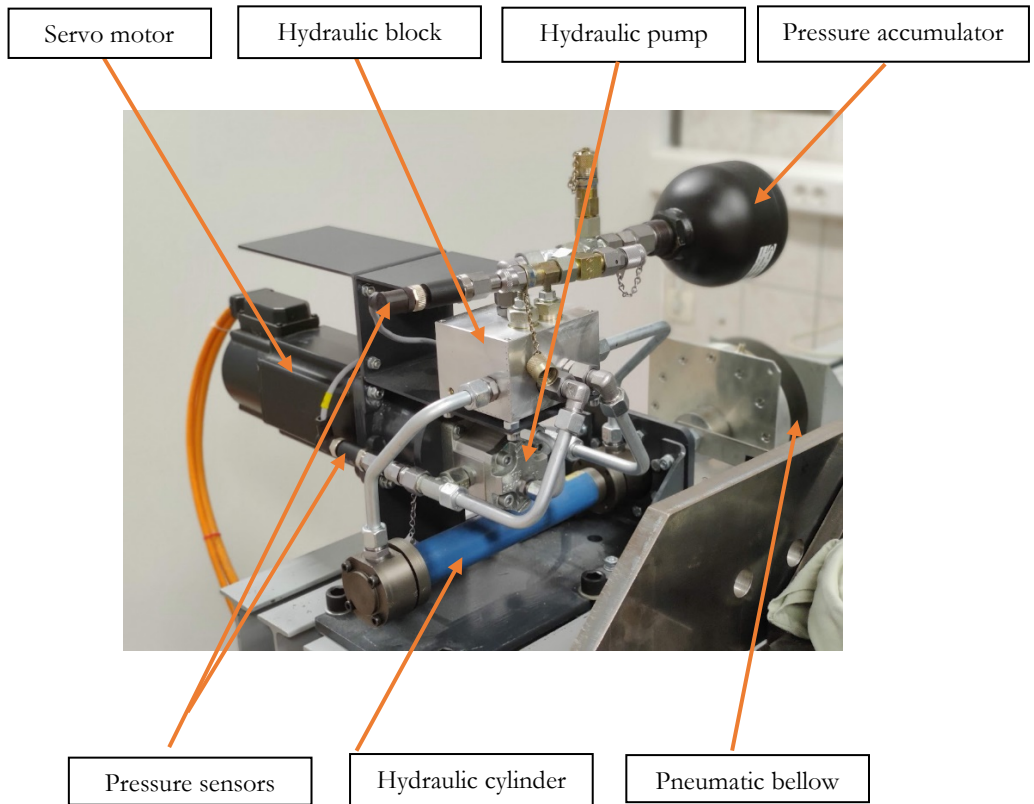 Servo motor
Hydraulic block
Hydraulic pump
Pressure accumulator
Pressure sensors
Hydraulic cylinder
Pneumatic bellow